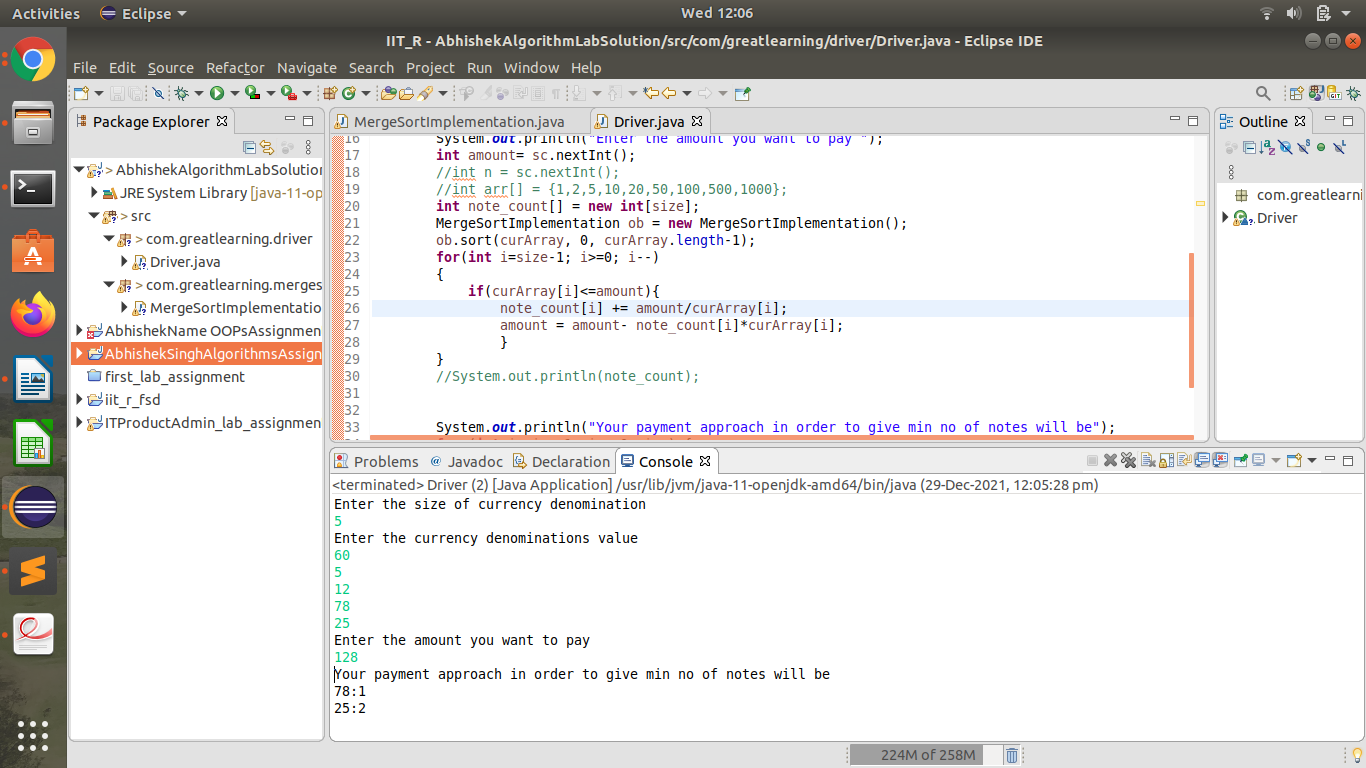 Activities Eclipse Wed 12:06
IIT_R - AbhishekAlgorithmLabSolution/src/com/greatlearning/driver/Driver.java - Eclipse IDE
File Edit Source Refactor Navigate Search Project Run Window Help
Package Explorer
> AbhishekAlgorithmLabSolution
JRE System Library [java-11-op
> src
> com.greatlearning.driver
Driver.java
> com.greatlearning.merges
MergeSortImplementatio
AbhishekName OOPsAssignmen
AbhishekSinghAlgorithmsAssign
first_lab_assignment
iit_r_fsd
ITProductAdmin_lab_assignmen
MergeSortImplementation.java Driver.java
16 System.out.println("Enter the amount you want to pay ");
17 int amount= sc.nextInt();
18 //int n = sc.nextInt();
19 //int arr[] = {1,2,5,10,20,50,100,500,1000};
20 int note_count[] = new int[size];
21 MergeSortImplementation ob = new MergeSortImplementation();
22 ob.sort(curArray, 0, curArray.length-1);
23 for(int i=size-1; i>=0; i--)
24 {
25 if(curArray[i]<=amount){
26 note_count[i] += amount/curArray[i];
27 amount = amount- note_count[i]*curArray[i];
28 }
29 }
30 //System.out.println(note_count);
31
32
33 System.out.println("Your payment approach in order to give min no of notes will be");
Outline
com.greatlearni
Driver
Problems @ Javadoc Declaration Console
<terminated> Driver (2) [Java Application] /usr/lib/jvm/java-11-openjdk-amd64/bin/java (29-Dec-2021, 12:05:28 pm)
Enter the size of currency denomination
5
Enter the currency denominations value
60
5
12
78
25
Enter the amount you want to pay
128
Your payment approach in order to give min no of notes will be
78:1
25:2
224M of 258M